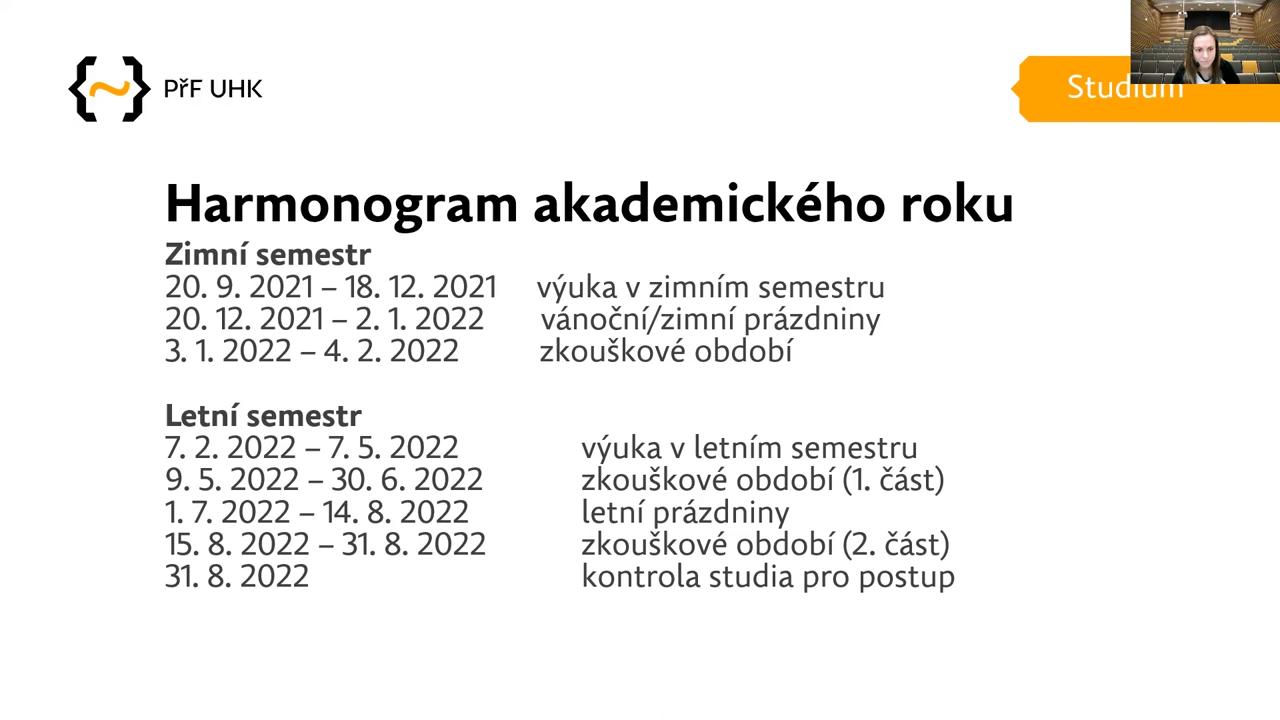 PřF UHK
Studium
Harmonogram akademického roku
Zimní semestr
20. 9. 2021 – 18. 12. 2021 výuka v zimním semestru
20. 12. 2021 – 2. 1. 2022 vánoční/zimní prázdniny
3. 1. 2022 – 4. 2. 2022 zkouškové období
Letní semestr
7. 2. 2022 – 7. 5. 2022 výuka v letním semestru
9. 5. 2022 – 30. 6. 2022 zkouškové období (1. část)
1. 7. 2022 – 14. 8. 2022 letní prázdniny
15. 8. 2022 – 31. 8. 2022 zkouškové období (2. část)
31. 8. 2022 kontrola studia pro postup